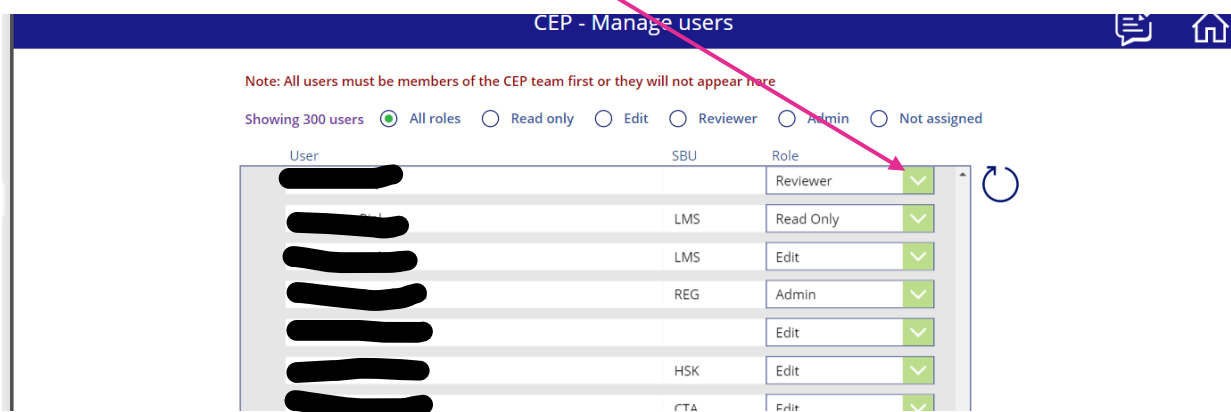 CEP - Manage users
Note: All users must be members of the CEP team first or they will not appear here
Showing 300 users All roles Read only Edit Reviewer Admin Not assigned
User SBU Role
Reviewer
LMS Read Only
LMS Edit
REG Admin
Edit
HSK Edit
CTA Edit